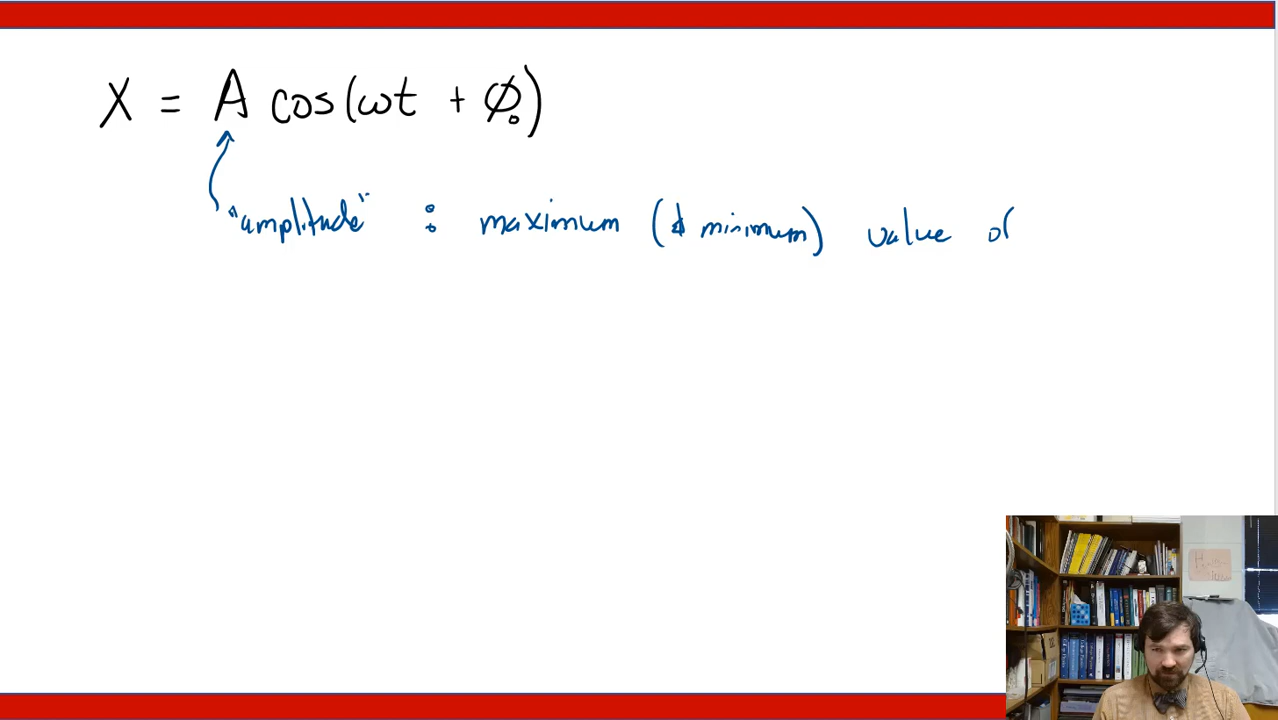 X = A cos(ωt + φ₀)
"amplitude" : maximum (& minimum) value of